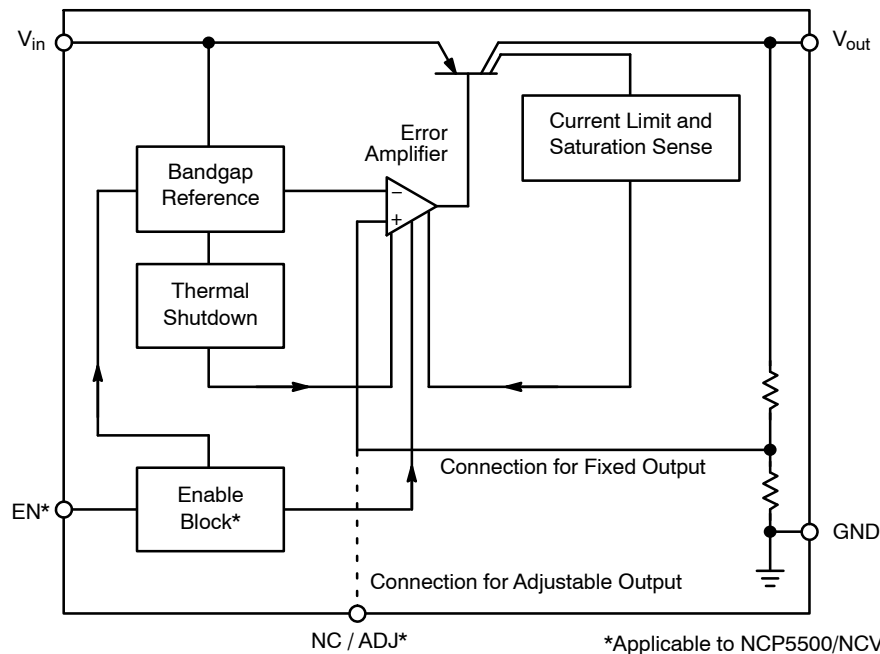 Vin
Vout
Error
Amplifier
Current Limit and
Saturation Sense
Bandgap
Reference
−
+
Thermal
Shutdown
Connection for Fixed Output
EN*
Enable
Block*
GND
Connection for Adjustable Output
NC / ADJ*
*Applicable to NCP5500/NCV